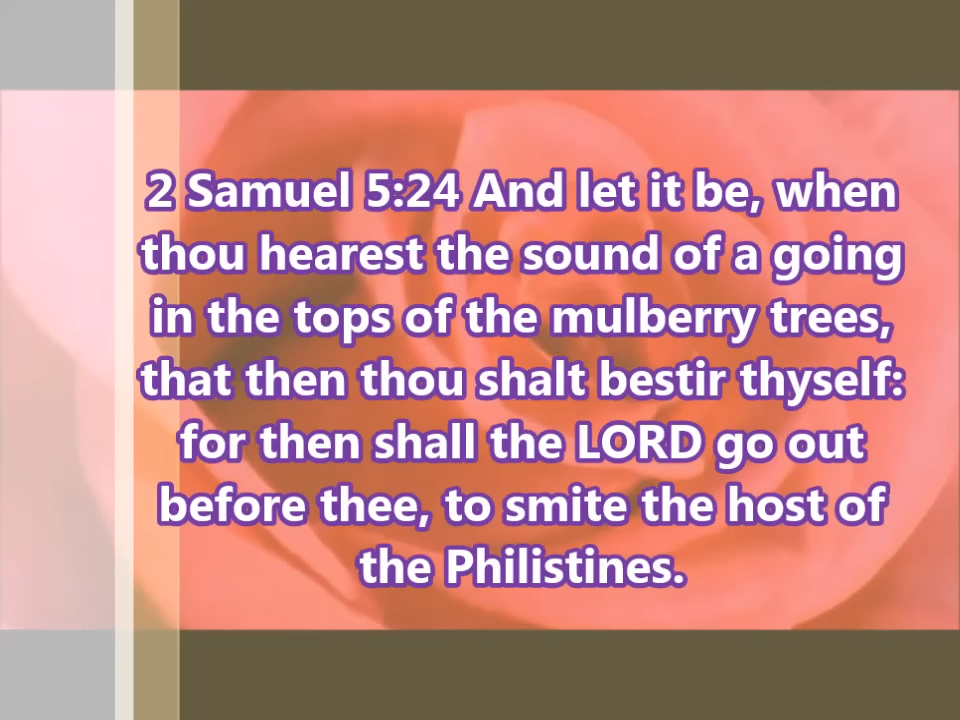 2 Samuel 5:24 And let it be, when
thou hearest the sound of a going
in the tops of the mulberry trees,
that then thou shalt bestir thyself:
for then shall the LORD go out
before thee, to smite the host of
the Philistines.